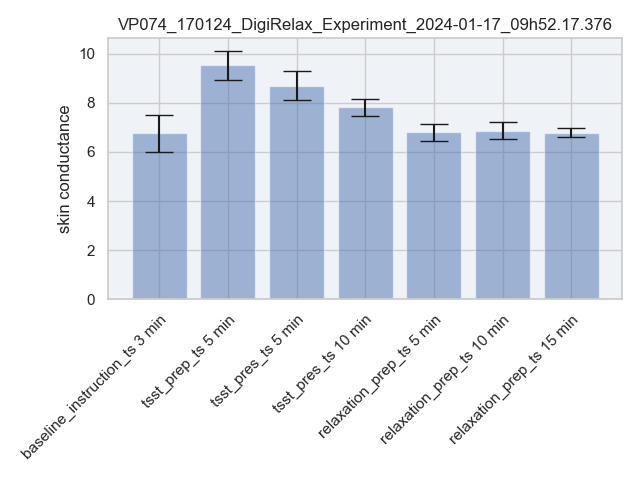 VP074_170124_DigiRelax_Experiment_2024-01-17_09h52.17.376
skin conductance
10
8
6
4
2
0
baseline_instruction_ts 3 min
tsst_prep_ts 5 min
tsst_pres_ts 5 min
tsst_pres_ts 10 min
relaxation_prep_ts 5 min
relaxation_prep_ts 10 min
relaxation_prep_ts 15 min